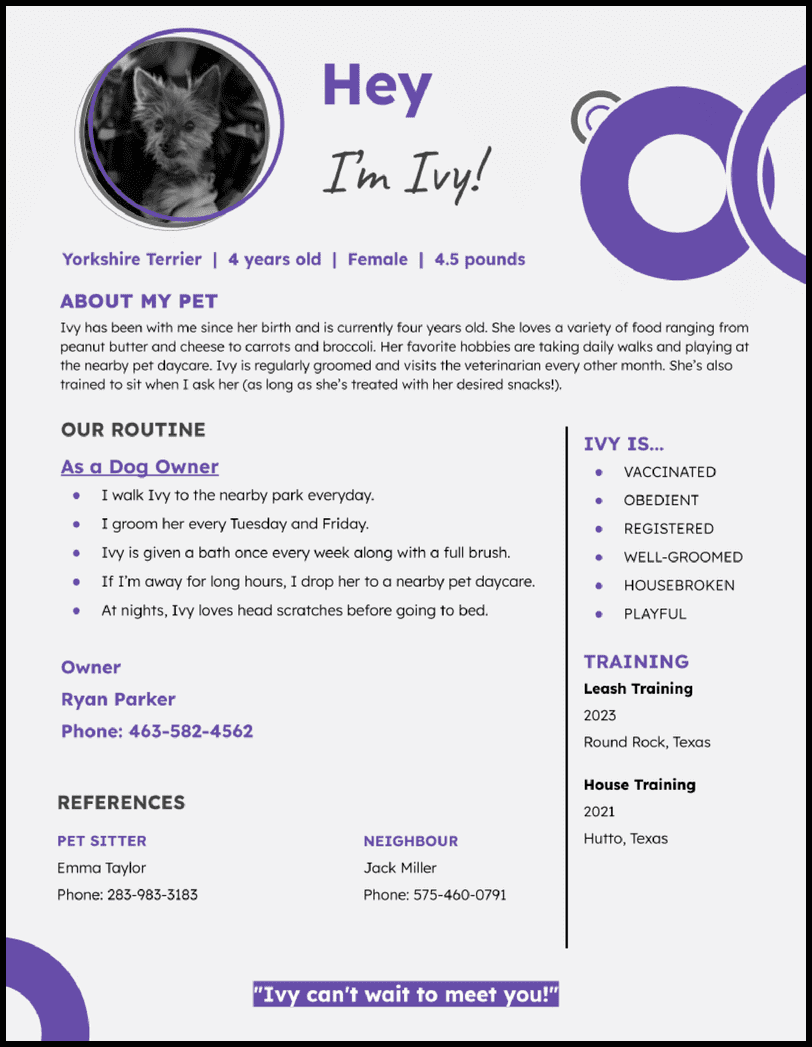 Hey
I'm Ivy!
Yorkshire Terrier | 4 years old | Female | 4.5 pounds
ABOUT MY PET
Ivy has been with me since her birth and is currently four years old. She loves a variety of food ranging from
peanut butter and cheese to carrots and broccoli. Her favorite hobbies are taking daily walks and playing at
the nearby pet daycare. Ivy is regularly groomed and visits the veterinarian every other month. She's also
trained to sit when I ask her (as long as she's treated with her desired snacks!).
OUR ROUTINE
As a Dog Owner
• I walk Ivy to the nearby park everyday.
• I groom her every Tuesday and Friday.
• Ivy is given a bath once every week along with a full brush.
• If I'm away for long hours, I drop her to a nearby pet daycare.
• At nights, Ivy loves head scratches before going to bed.
Owner
Ryan Parker
Phone: 463-582-4562
REFERENCES
PET SITTER
Emma Taylor
Phone: 283-983-3183
NEIGHBOUR
Jack Miller
Phone: 575-460-0791
IVY IS...
• VACCINATED
• OBEDIENT
• REGISTERED
• WELL-GROOMED
• HOUSEBROKEN
• PLAYFUL
TRAINING
Leash Training
2023
Round Rock, Texas
House Training
2021
Hutto, Texas
"Ivy can't wait to meet you!"